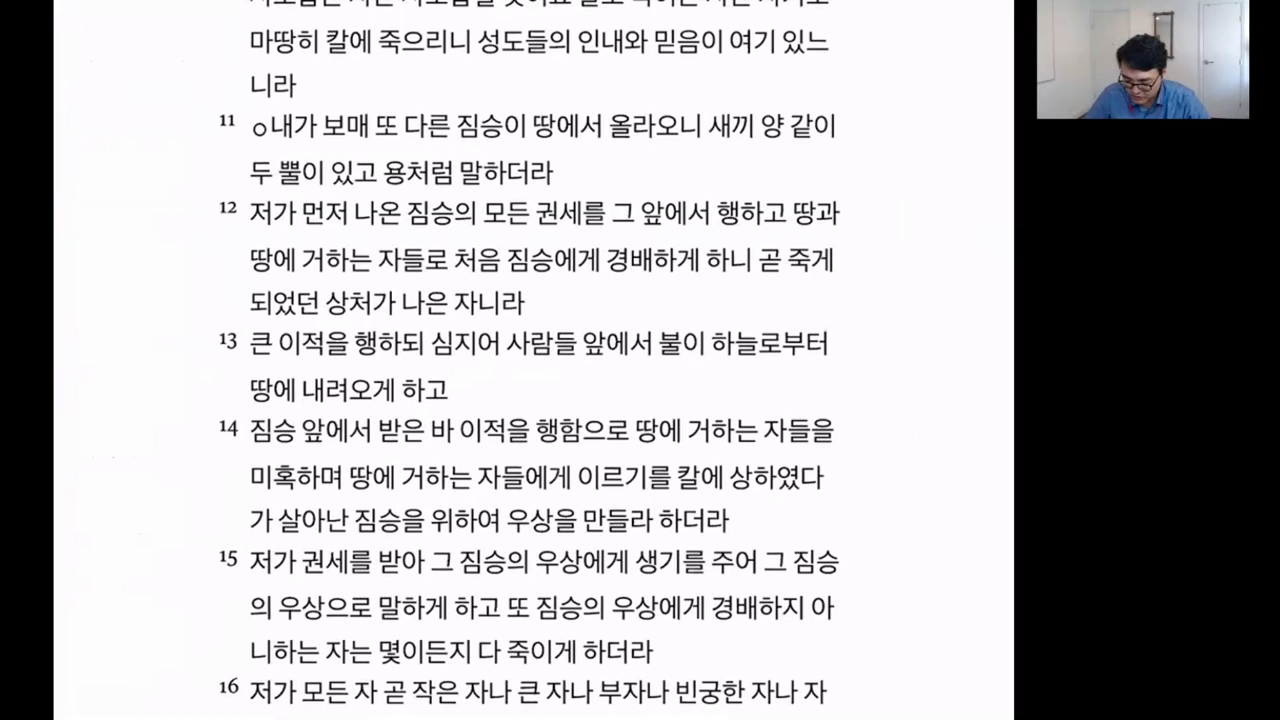 마땅히 칼에 죽으리니 성도들의 인내와 믿음이 여기 있느
니라
11 ○내가 보매 또 다른 짐승이 땅에서 올라오니 새끼 양 같이
두 뿔이 있고 용처럼 말하더라
12 저가 먼저 나온 짐승의 모든 권세를 그 앞에서 행하고 땅과
땅에 거하는 자들로 처음 짐승에게 경배하게 하니 곧 죽게
되었던 상처가 나은 자니라
13 큰 이적을 행하되 심지어 사람들 앞에서 불이 하늘로부터
땅에 내려오게 하고
14 짐승 앞에서 받은 바 이적을 행함으로 땅에 거하는 자들을
미혹하며 땅에 거하는 자들에게 이르기를 칼에 상하였다
가 살아난 짐승을 위하여 우상을 만들라 하더라
15 저가 권세를 받아 그 짐승의 우상에게 생기를 주어 그 짐승
의 우상으로 말하게 하고 또 짐승의 우상에게 경배하지 아
니하는 자는 몇이든지 다 죽이게 하더라
16 저가 모든 자 곧 작은 자나 큰 자나 부자나 빈궁한 자나 자